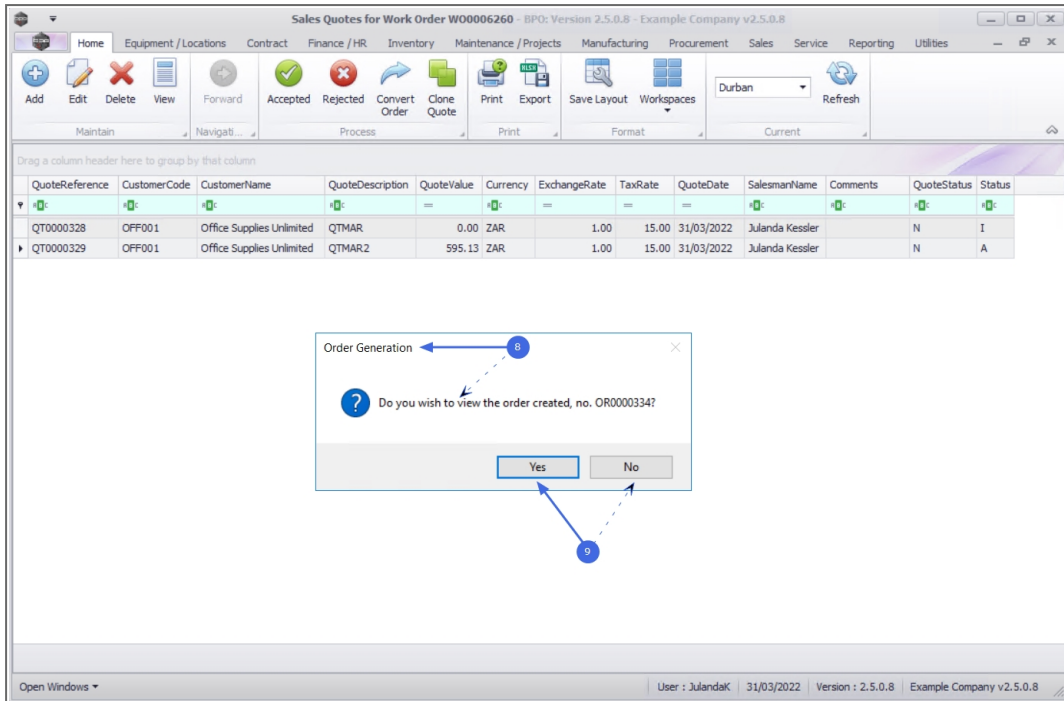 Sales Quotes for Work Order WO0006260 - BPO: Version 2.5.0.8 - Example Company v2.5.0.8
Home Equipment / Locations Contract Finance / HR Inventory Maintenance / Projects Manufacturing Procurement Sales Service Reporting Utilities
Add Edit Delete View Forward Accepted Rejected Convert Order Clone Quote Print Export Save Layout Workspaces Durban Refresh
Maintain Navigati... Process Print Format Current
Drag a column header here to group by that column
QuoteReference CustomerCode CustomerName QuoteDescription QuoteValue Currency ExchangeRate TaxRate QuoteDate SalesmanName Comments QuoteStatus Status
QT0000328 OFF001 Office Supplies Unlimited QTMAR 0.00 ZAR 1.00 15.00 31/03/2022 Julanda Kessler N I
QT0000329 OFF001 Office Supplies Unlimited QTMAR2 595.13 ZAR 1.00 15.00 31/03/2022 Julanda Kessler N A
Order Generation 8
Do you wish to view the order created, no. OR0000334?
Yes No
9
Open Windows User : JulandaK 31/03/2022 Version : 2.5.0.8 Example Company v2.5.0.8